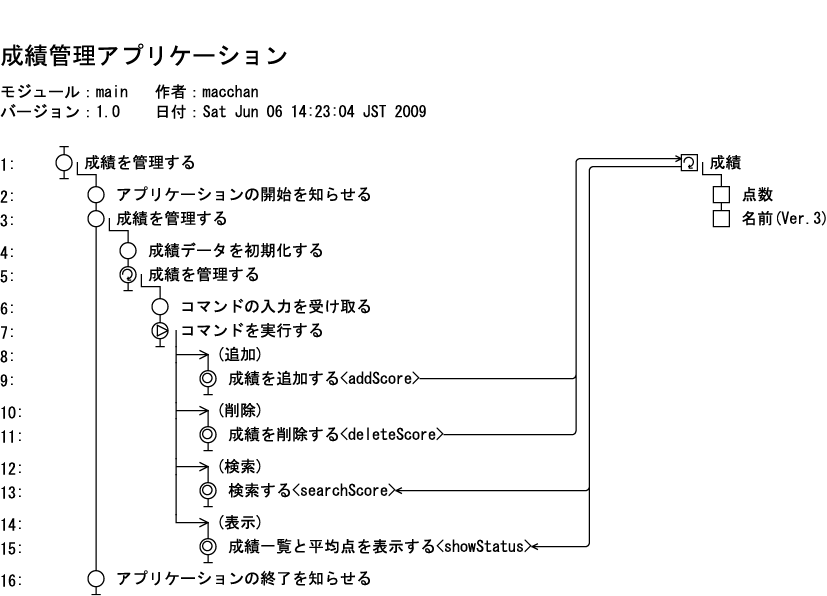 成績管理アプリケーション
モジュール：main 作者：macchan
バージョン：1.0 日付：Sat Jun 06 14:23:04 JST 2009
1: 成績を管理する 成績
2: アプリケーションの開始を知らせる 点数
3: 成績を管理する 名前(Ver.3)
4: 成績データを初期化する
5: 成績を管理する
6: コマンドの入力を受け取る
7: コマンドを実行する
8: (追加)
9: 成績を追加する<addScore>
10: (削除)
11: 成績を削除する<deleteScore>
12: (検索)
13: 検索する<searchScore>
14: (表示)
15: 成績一覧と平均点を表示する<showStatus>
16: アプリケーションの終了を知らせる